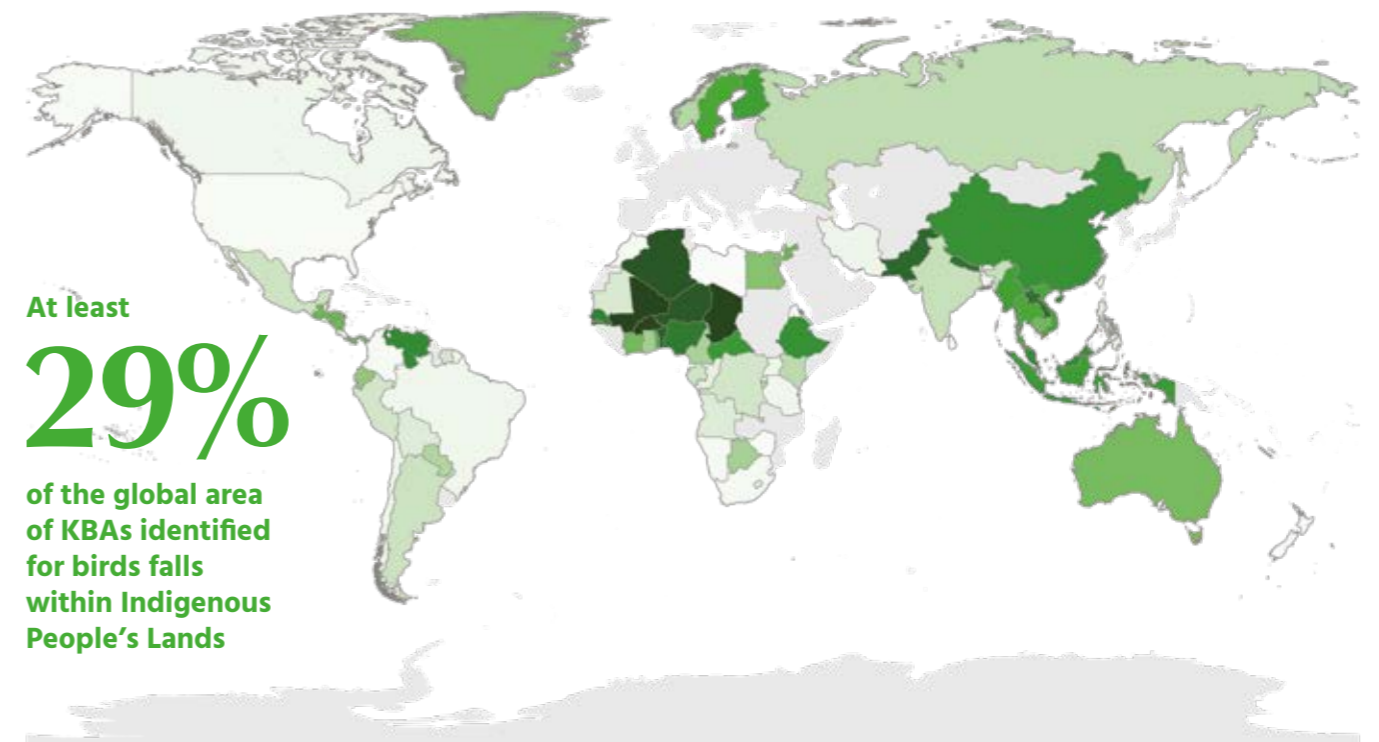 At least
29%
of the global area
of KBAs identified
for birds falls
within Indigenous
People’s Lands